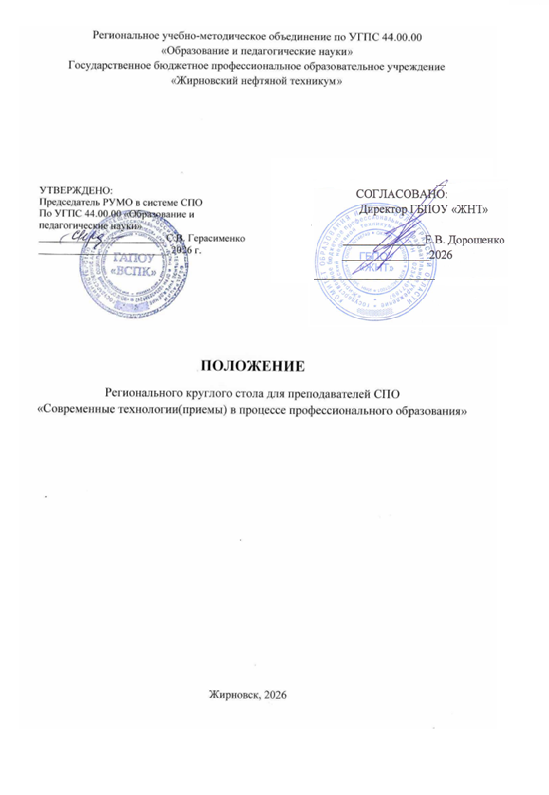 Региональное учебно-методическое объединение по УГПС 44.00.00
«Образование и педагогические науки»
Государственное бюджетное профессиональное образовательное учреждение
«Жирновский нефтяной техникум»
УТВЕРЖДЕНО:
Председатель РУМО в системе СПО
По УГПС 44.00.00 «Образование и
педагогические науки»
С.В. Герасименко
2026 г.
ГАПОУ
«ВСПК»
СОГЛАСОВАНО:
Директор ГБПОУ «ЖНТ»
Е.В. Дорошенко
2026
ГБПОУ
«ЖНТ»
ПОЛОЖЕНИЕ
Регионального круглого стола для преподавателей СПО
«Современные технологии(приемы) в процессе профессионального образования»
Жирновск, 2026